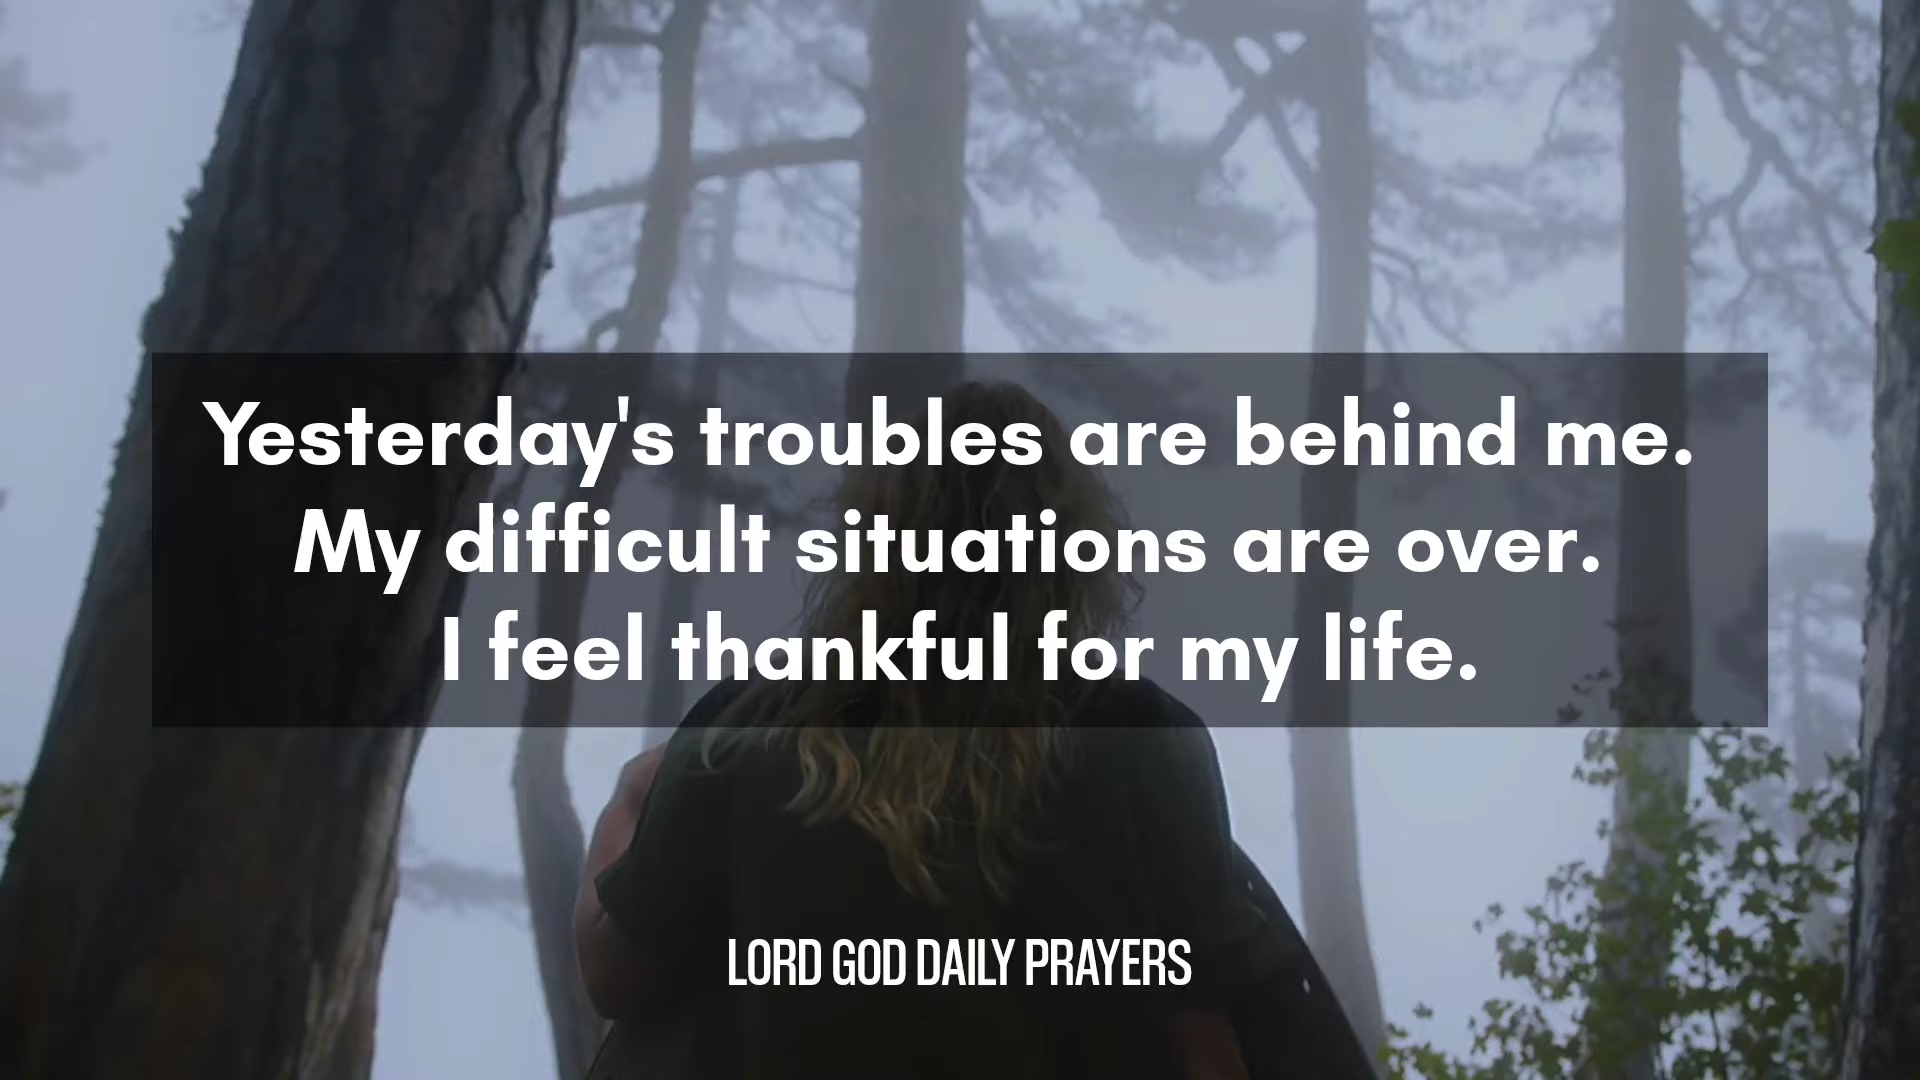 Yesterday's troubles are behind me.
My difficult situations are over.
I feel thankful for my life.
LORD GOD DAILY PRAYERS